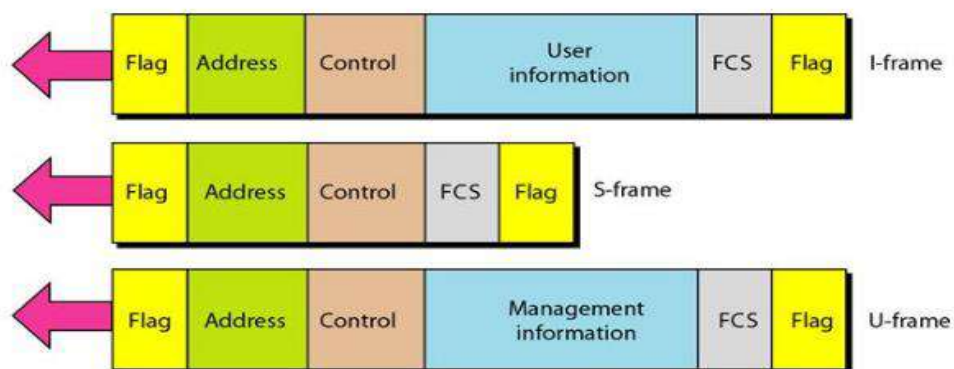 Flag Address Control User information FCS Flag I-frame
Flag Address Control FCS Flag S-frame
Flag Address Control Management information FCS Flag U-frame